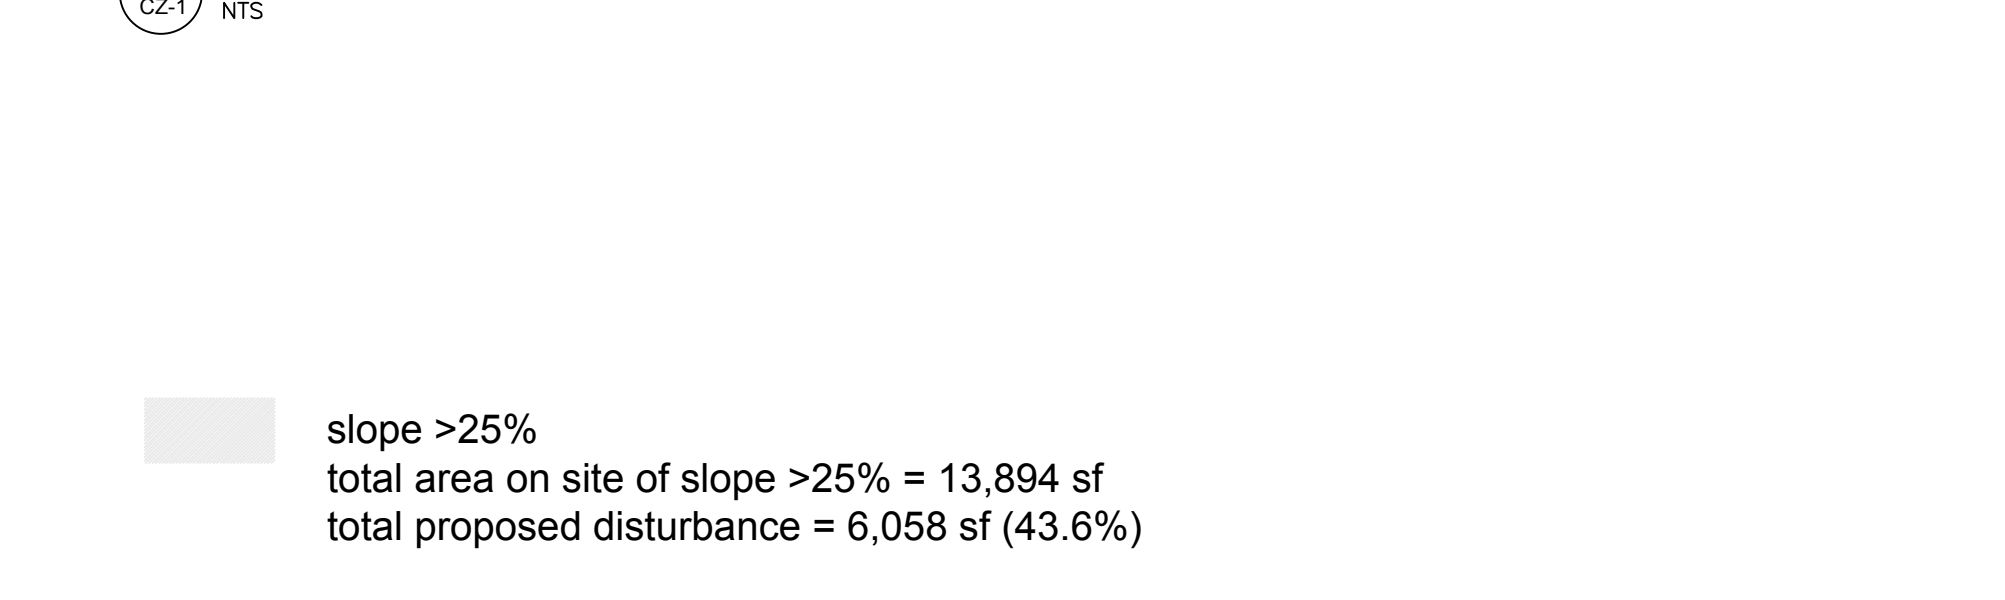 CZ-1 NTS
slope >25%
total area on site of slope >25% = 13,894 sf
total proposed disturbance = 6,058 sf (43.6%)